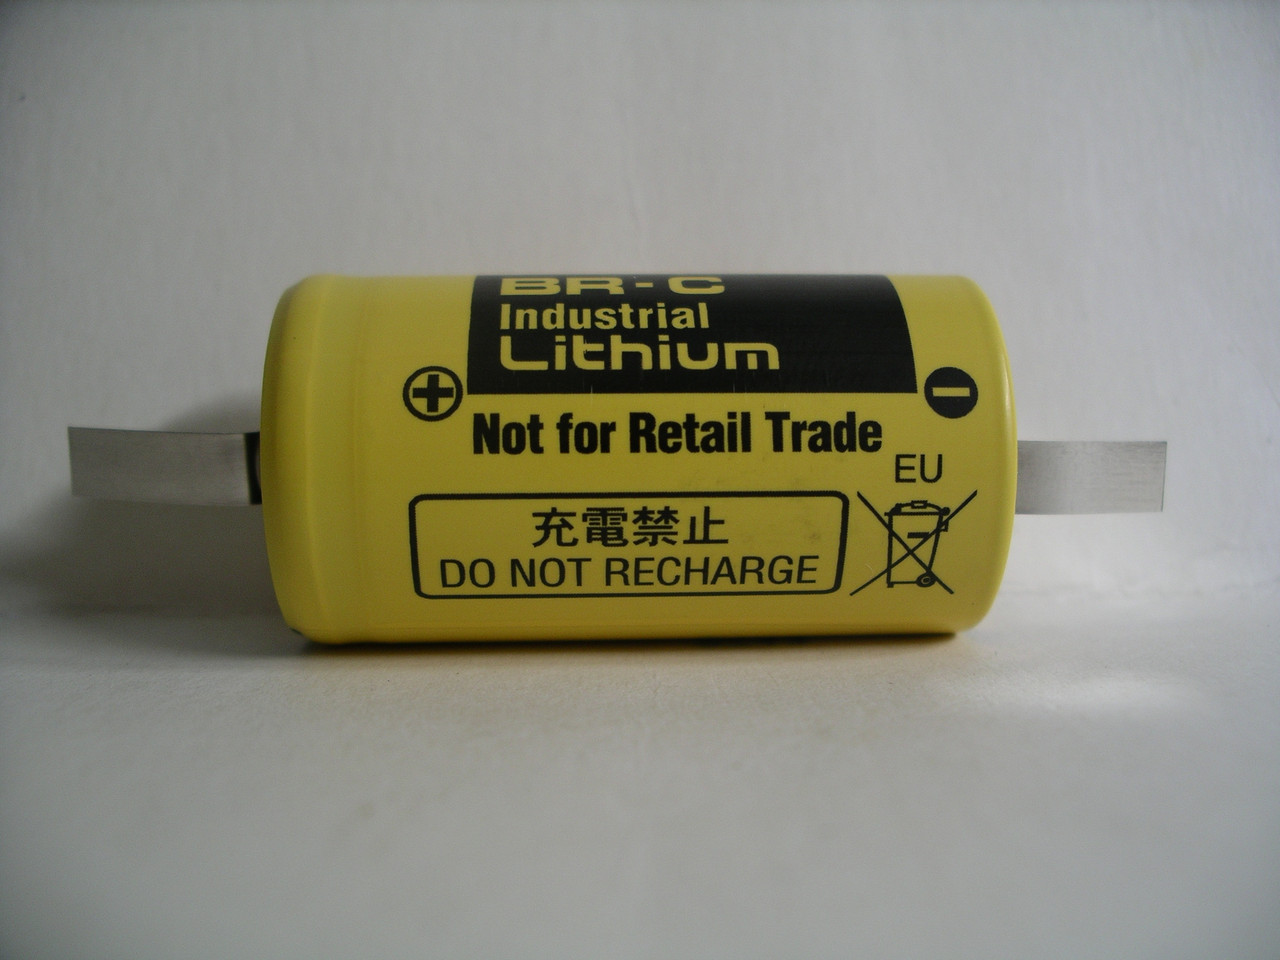 BR-C
Industrial
Lithium
Not for Retail Trade
EU
充電禁止
DO NOT RECHARGE